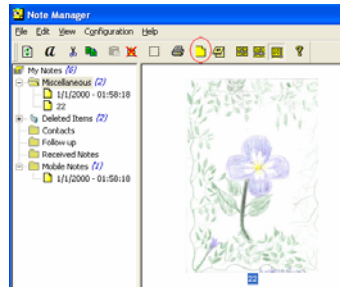 Note Manager
File Edit View Configuration Help
My Notes (6)
Miscellaneous (2)
1/1/2000 - 01:58:18
22
Deleted Items (2)
Contacts
Follow up
Received Notes
Mobile Notes (1)
1/1/2000 - 01:58:18
22